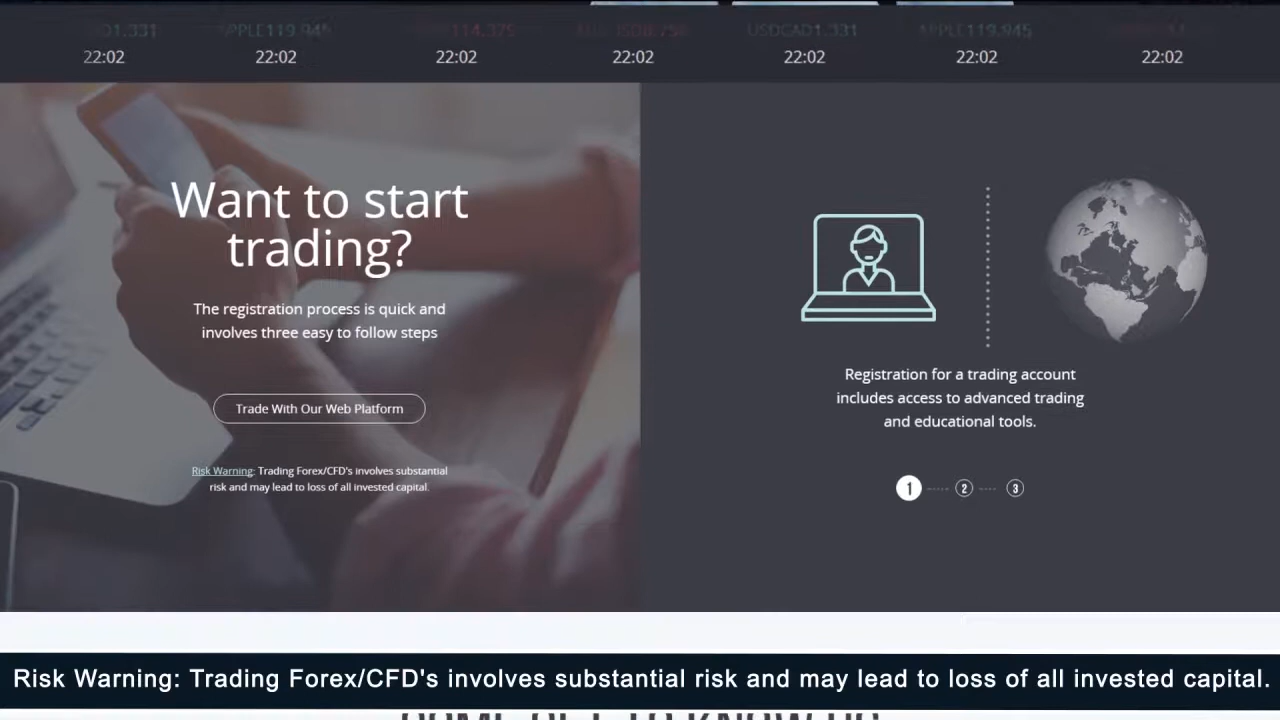 USDCAD1.331
22:02 22:02 22:02 22:02 22:02 22:02 22:02
Want to start
trading?
The registration process is quick and
involves three easy to follow steps
Trade With Our Web Platform
Risk Warning: Trading Forex/CFD's involves substantial
risk and may lead to loss of all invested capital.
Registration for a trading account
includes access to advanced trading
and educational tools.
1 2 3
Risk Warning: Trading Forex/CFD's involves substantial risk and may lead to loss of all invested capital.